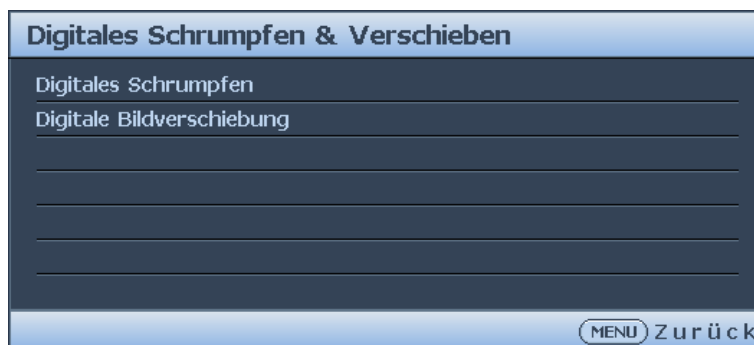 Digitales Schrumpfen & Verschieben
Digitales Schrumpfen
Digitale Bildverschiebung
MENU Zurück